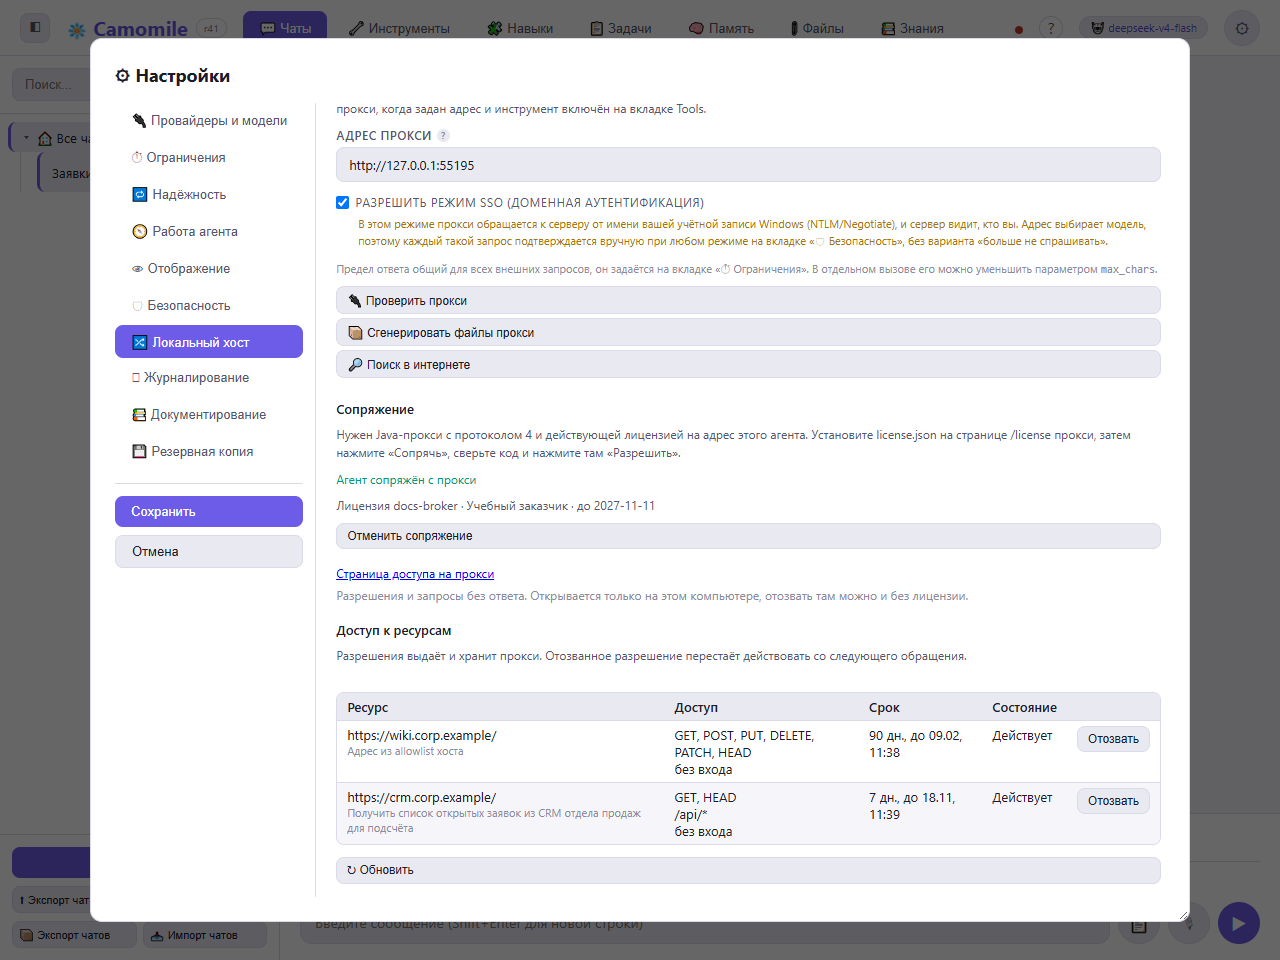 Camomile
r41
Чаты
Инструменты
Навыки
Задачи
Память
Файлы
Знания
?
deepseek-v4-flash
Поиск...
Все ча
Заявки
Настройки
Провайдеры и модели
Ограничения
Надёжность
Работа агента
Отображение
Безопасность
Локальный хост
Журналирование
Документирование
Резервная копия
Сохранить
Отмена
прокси, когда задан адрес и инструмент включён на вкладке Tools.
АДРЕС ПРОКСИ ?
http://127.0.0.1:55195
РАЗРЕШИТЬ РЕЖИМ SSO (ДОМЕННАЯ АУТЕНТИФИКАЦИЯ)
В этом режиме прокси обращается к серверу от имени вашей учётной записи Windows (NTLM/Negotiate), и сервер видит, кто вы. Адрес выбирает модель,
поэтому каждый такой запрос подтверждается вручную при любом режиме на вкладке «🛡 Безопасность», без варианта «больше не спрашивать».
Предел ответа общий для всех внешних запросов, он задаётся на вкладке «⏱ Ограничения». В отдельном вызове его можно уменьшить параметром max_chars.
Проверить прокси
Сгенерировать файлы прокси
Поиск в интернете
Сопряжение
Нужен Java-прокси с протоколом 4 и действующей лицензией на адрес этого агента. Установите license.json на странице /license прокси, затем
нажмите «Сопрячь», сверьте код и нажмите там «Разрешить».
Агент сопряжён с прокси
Лицензия docs-broker · Учебный заказчик · до 2027-11-11
Отменить сопряжение
Страница доступа на прокси
Разрешения и запросы без ответа. Открывается только на этом компьютере, отозвать там можно и без лицензии.
Доступ к ресурсам
Разрешения выдаёт и хранит прокси. Отозванное разрешение перестаёт действовать со следующего обращения.
Ресурс Доступ Срок Состояние
https://wiki.corp.example/ GET, POST, PUT, DELETE, 90 дн., до 09.02, Действует Отозвать
Адрес из allowlist хоста PATCH, HEAD 11:38
без входа
https://crm.corp.example/ GET, HEAD 7 дн., до 18.11, Действует Отозвать
Получить список открытых заявок из CRM отдела продаж /api/* 11:39
для подсчёта без входа
↻ Обновить
Экспорт чат
Экспорт чатов
Импорт чатов
Введите сообщение (Shift+Enter для новой строки)